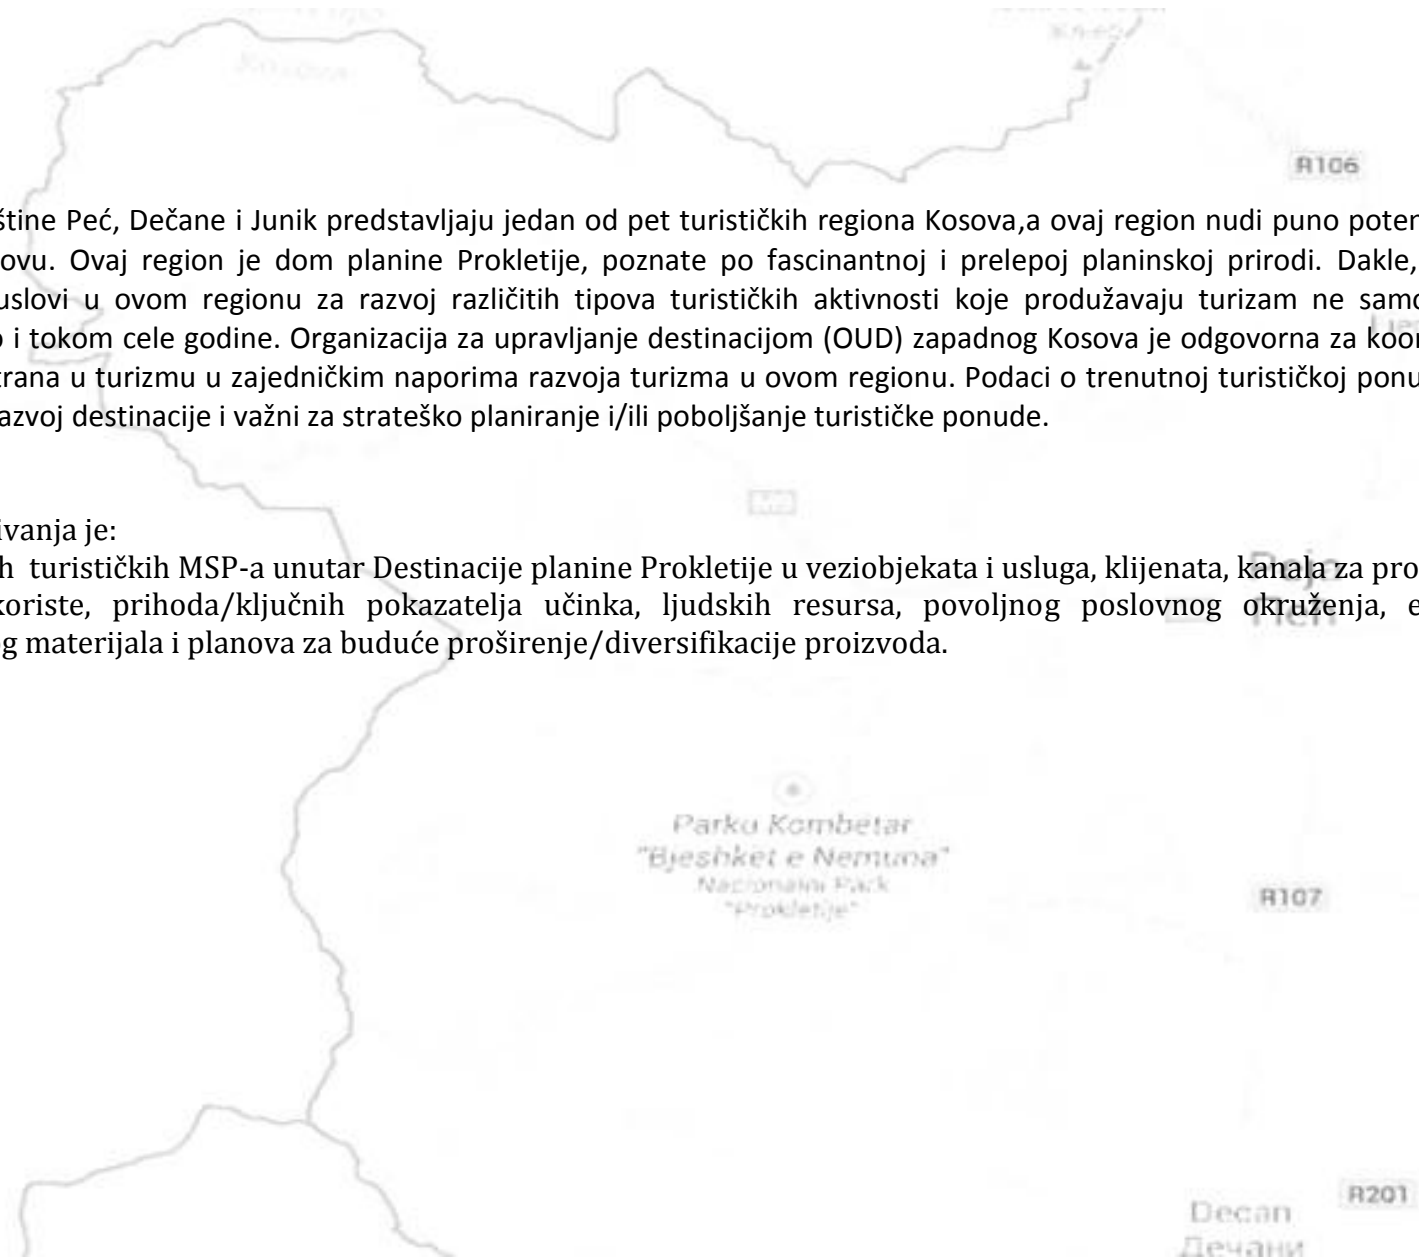 R106
štine Peć, Dečane i Junik predstavljaju jedan od pet turističkih regiona Kosova,a ovaj region nudi puno poten
ovu. Ovaj region je dom planine Prokletije, poznate po fascinantnoj i prelepoj planinskoj prirodi. Dakle,
uslovi u ovom regionu za razvoj različitih tipova turističkih aktivnosti koje produžavaju turizam ne samo
o i tokom cele godine. Organizacija za upravljanje destinacijom (OUD) zapadnog Kosova je odgovorna za koor
trana u turizmu u zajedničkim naporima razvoja turizma u ovom regionu. Podaci o trenutnoj turističkoj ponu
azvoj destinacije i važni za strateško planiranje i/ili poboljšanje turističke ponude.
ivanja je:
h turističkih MSP-a unutar Destinacije planine Prokletije u veziobjekata i usluga, klijenata, kanala za pro
koriste, prihoda/ključnih pokazatelja učinka, ljudskih resursa, povoljnog poslovnog okruženja, e
g materijala i planova za buduće proširenje/diversifikacije proizvoda.
Peja
Пећ
Parku Kombetar
"Bjeshket e Nemuna"
Nacionalni Park
"Prokletije"
R107
R201
Decan
Дечани